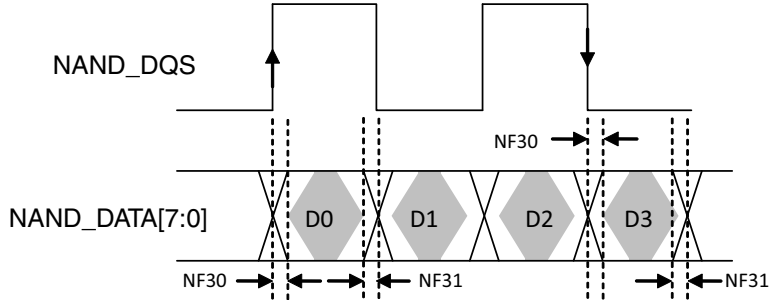 NAND_DQS
NF30
NAND_DATA[7:0]
D0
D1
D2
D3
NF30
NF31
NF31